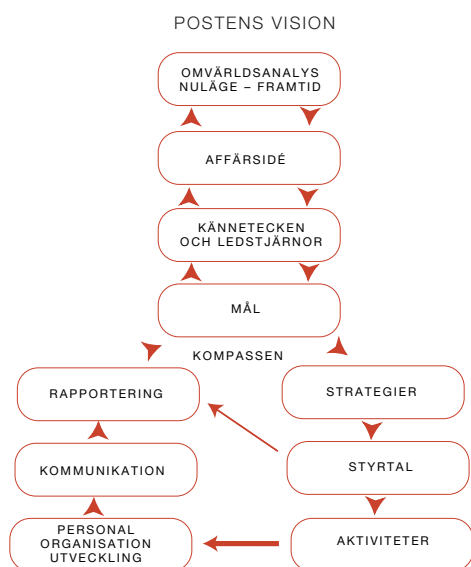 POSTENS VISION
OMVÄRLDSANALYS
NULÄGE – FRAMTID
AFFÄRSIDÉ
KÄNNETECKEN
OCH LEDSTJÄRNOR
MÅL
KOMPASSEN
RAPPORTERING
STRATEGIER
KOMMUNIKATION
STYRTAL
PERSONAL
ORGANISATION
UTVECKLING
AKTIVITETER